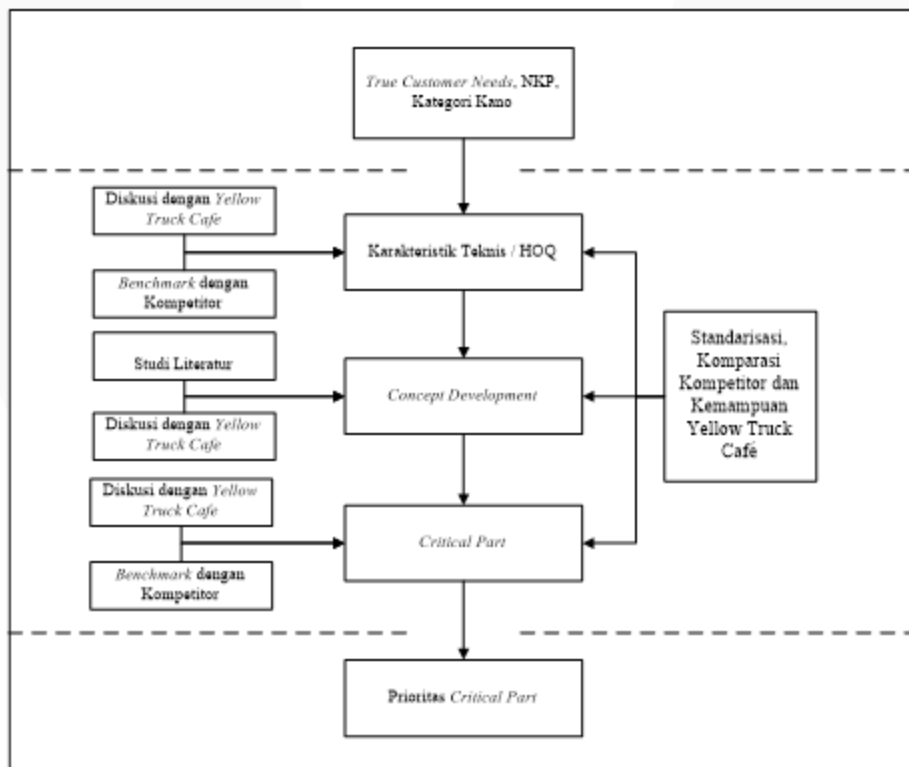 True Customer Needs, NKP,
Kategori Kano
Diskusi dengan Yellow
Truck Cafe
Karakteristik Teknis / HOQ
Benchmark dengan
Kompetitor
Standarisasi,
Komparasi
Kompetitor dan
Kemampuan
Yellow Truck
Café
Studi Literatur
Concept Development
Diskusi dengan Yellow
Truck Cafe
Diskusi dengan Yellow
Truck Cafe
Critical Part
Benchmark dengan
Kompetitor
Prioritas Critical Part